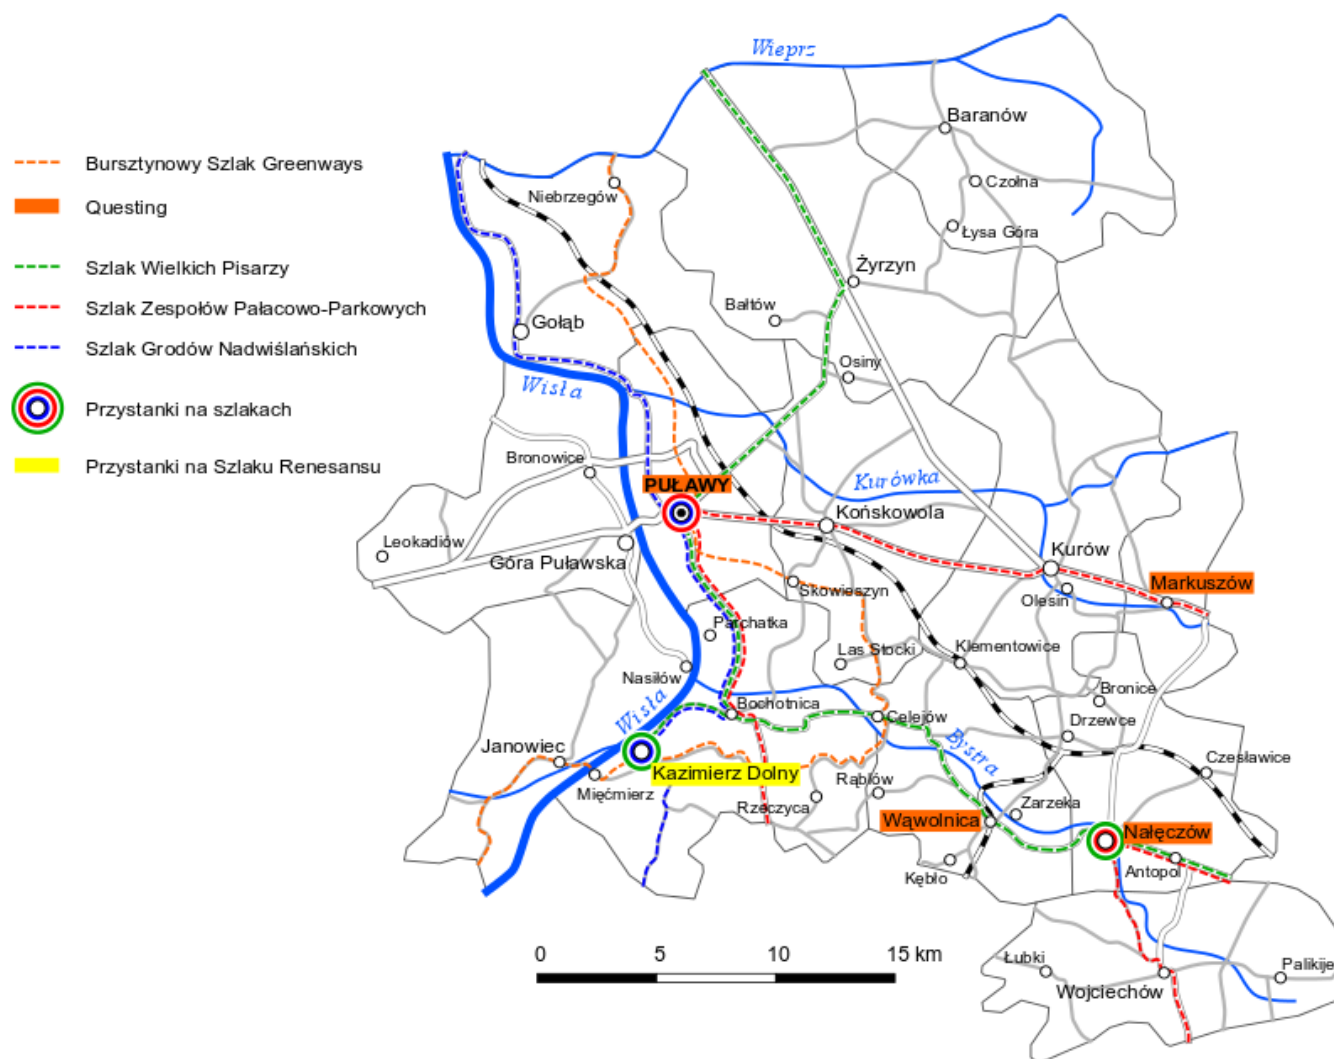 Bursztynowy Szlak Greenways
Questing
Szlak Wielkich Pisarzy
Szlak Zespołów Pałacowo-Parkowych
Szlak Grodów Nadwiślańskich
Przystanki na szlakach
Przystanki na Szlaku Renesansu
Wieprz
Baranów
Czołna
Niebrzegów
Łysa Góra
Żyrzyn
Bałtów
Gołąb
Osiny
Wisła
Bronowice
Kurówka
PUŁAWY
Końskowola
Leokadiów
Góra Puławska
Kurów
Markuszów
Skowieszyn
Olesin
Parchatka
Las Stocki
Klementowice
Nasiłów
Bronice
Wisła
Bochotnica
Celejów
Drzewce
Bystra
Janowiec
Czesławice
Kazimierz Dolny
Mięćmierz
Rąblów
Rzeczyca
Zarzeka
Wąwolnica
Nałęczów
Kębło
Antopol
0 5 10 15 km
Łubki
Palikije
Wojciechów